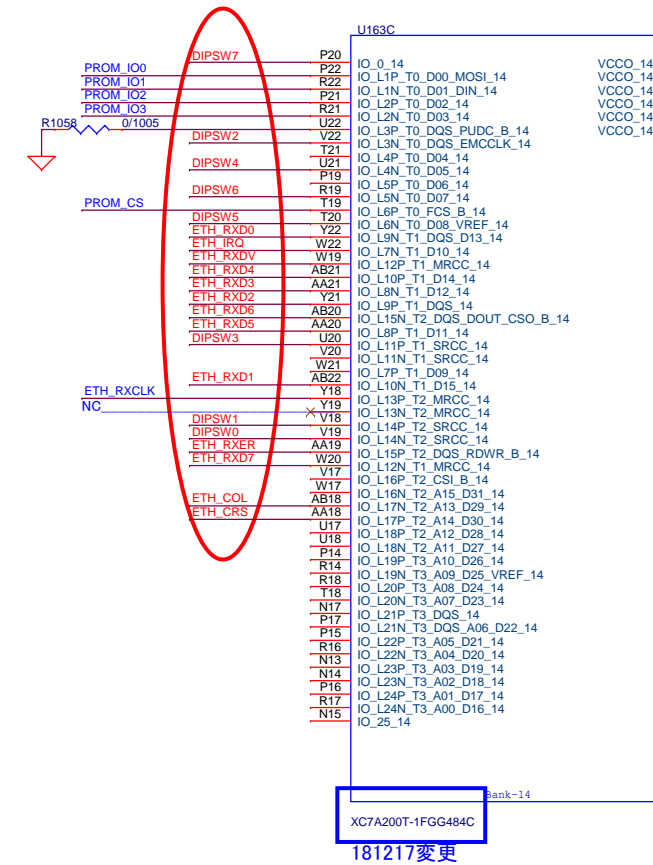 U163C
DIPSW7 P20 IO_0_14 VCCO_14
PROM_IO0 P22 IO_L1P_T0_D00_MOSI_14 VCCO_14
PROM_IO1 R22 IO_L1N_T0_D01_DIN_14 VCCO_14
PROM_IO2 P21 IO_L2P_T0_D02_14 VCCO_14
PROM_IO3 R21 IO_L2N_T0_D03_14 VCCO_14
R1058 0/1005 U22 IO_L3P_T0_DQS_PUDC_B_14 VCCO_14
DIPSW2 V22 IO_L3N_T0_DQS_EMCCLK_14
T21 IO_L4P_T0_D04_14
DIPSW4 U21 IO_L4N_T0_D05_14
P19 IO_L5P_T0_D06_14
DIPSW6 R19 IO_L5N_T0_D07_14
PROM_CS T19 IO_L6P_T0_FCS_B_14
DIPSW5 T20 IO_L6N_T0_D08_VREF_14
ETH_RXD0 Y22 IO_L9N_T1_DQS_D13_14
ETH_IRQ W22 IO_L7N_T1_D10_14
ETH_RXDV W19 IO_L12P_T1_MRCC_14
ETH_RXD4 AB21 IO_L10P_T1_D14_14
ETH_RXD3 AA21 IO_L8N_T1_D12_14
ETH_RXD2 Y21 IO_L9P_T1_DQS_14
ETH_RXD6 AB20 IO_L15N_T2_DQS_DOUT_CSO_B_14
ETH_RXD5 AA20 IO_L8P_T1_D11_14
DIPSW3 U20 IO_L11P_T1_SRCC_14
V20 IO_L11N_T1_SRCC_14
W21 IO_L7P_T1_D09_14
ETH_RXD1 AB22 IO_L10N_T1_D15_14
ETH_RXCLK Y18 IO_L13P_T2_MRCC_14
NC Y19 IO_L13N_T2_MRCC_14
DIPSW1 V18 IO_L14P_T2_SRCC_14
DIPSW0 V19 IO_L14N_T2_SRCC_14
ETH_RXER AA19 IO_L15P_T2_DQS_RDWR_B_14
ETH_RXD7 W20 IO_L12N_T1_MRCC_14
V17 IO_L16P_T2_CSI_B_14
W17 IO_L16N_T2_A15_D31_14
ETH_COL AB18 IO_L17N_T2_A13_D29_14
ETH_CRS AA18 IO_L17P_T2_A14_D30_14
U17 IO_L18P_T2_A12_D28_14
U18 IO_L18N_T2_A11_D27_14
P14 IO_L19P_T3_A10_D26_14
R14 IO_L19N_T3_A09_D25_VREF_14
R18 IO_L20P_T3_A08_D24_14
T18 IO_L20N_T3_A07_D23_14
N17 IO_L21P_T3_DQS_14
P17 IO_L21N_T3_DQS_A06_D22_14
P15 IO_L22P_T3_A05_D21_14
R16 IO_L22N_T3_A04_D20_14
N13 IO_L23P_T3_A03_D19_14
N14 IO_L23N_T3_A02_D18_14
P16 IO_L24P_T3_A01_D17_14
R17 IO_L24N_T3_A00_D16_14
N15 IO_25_14
Bank-14
XC7A200T-1FGG484C
181217変更